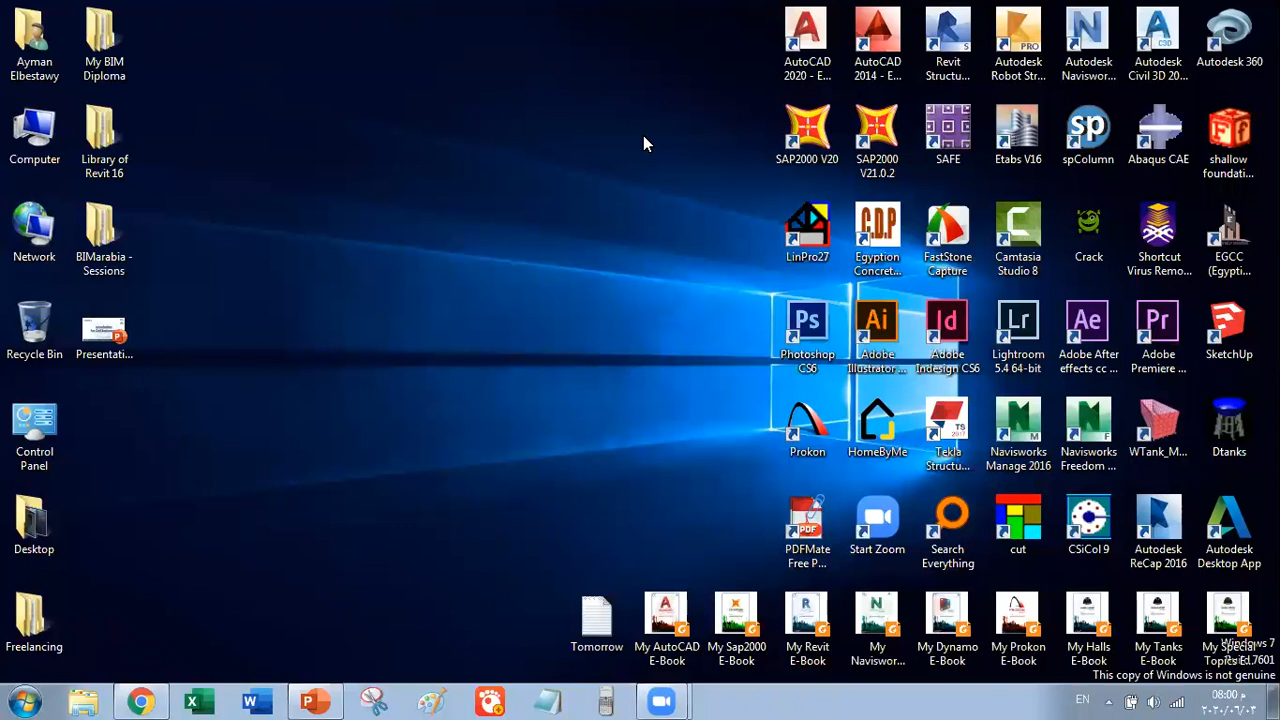 Ayman
Elbestawy
My BIM
Diploma
AutoCAD
2020 - E...
AutoCAD
2014 - E...
Revit
Structu...
Autodesk
Robot Str...
Autodesk
Naviswor...
Autodesk
Civil 3D 20...
Autodesk 360
Computer
Library of
Revit 16
SAP2000 V20
SAP2000
V21.0.2
SAFE
Etabs V16
spColumn
Abaqus CAE
shallow
foundati...
Network
BIMarabia -
Sessions
LinPro27
Egyption
Concret...
FastStone
Capture
Camtasia
Studio 8
Crack
Shortcut
Virus Remo...
EGCC
(Egypti...
Recycle Bin
Presentati...
Photoshop
CS6
Adobe
Illustrator ...
Adobe
Indesign CS6
Lightroom
5.4 64-bit
Adobe After
effects cc ...
Adobe
Premiere ...
SketchUp
Control
Panel
Prokon
HomeByMe
Tekla
Structu...
Navisworks
Manage 2016
Navisworks
Freedom ...
WTank_M...
Dtanks
Desktop
PDFMate
Free P...
Start Zoom
Search
Everything
cut
CSiCol 9
Autodesk
ReCap 2016
Autodesk
Desktop App
Freelancing
Tomorrow
My AutoCAD
E-Book
My Sap2000
E-Book
My Revit
E-Book
My
Naviswor...
My Dynamo
E-Book
My Prokon
E-Book
My Halls
E-Book
My Tanks
E-Book
My Special
Windows 7
This copy of Windows is not genuine
EN
08:00 م
٢٠٢٠/٠٦/٠٣